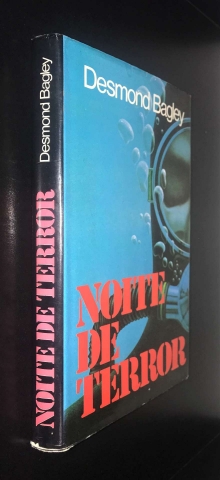 Desmond Bagley
NOITE DE TERROR
Desmond Bagley
NOITE
DE
TERROR